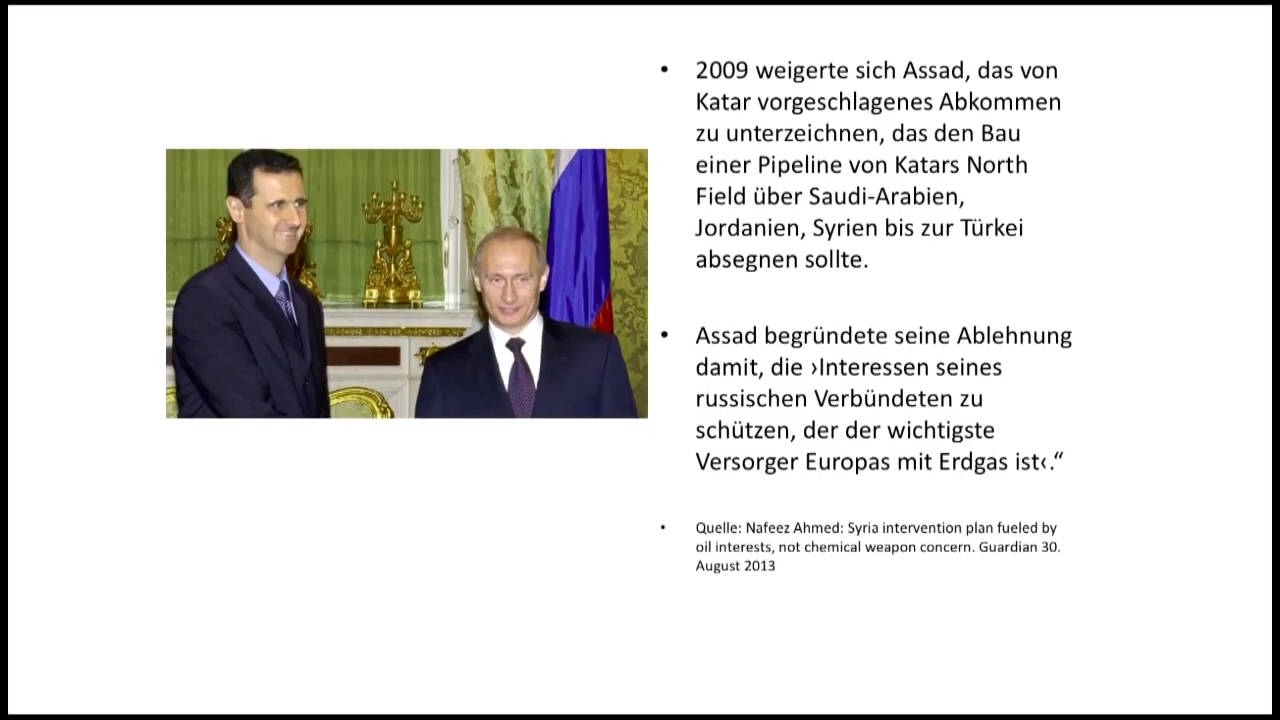 • 2009 weigerte sich Assad, das von
Katar vorgeschlagenes Abkommen
zu unterzeichnen, das den Bau
einer Pipeline von Katars North
Field über Saudi-Arabien,
Jordanien, Syrien bis zur Türkei
absegnen sollte.
• Assad begründete seine Ablehnung
damit, die ›Interessen seines
russischen Verbündeten zu
schützen, der der wichtigste
Versorger Europas mit Erdgas ist‹.“
• Quelle: Nafeez Ahmed: Syria intervention plan fueled by
oil interests, not chemical weapon concern. Guardian 30.
August 2013